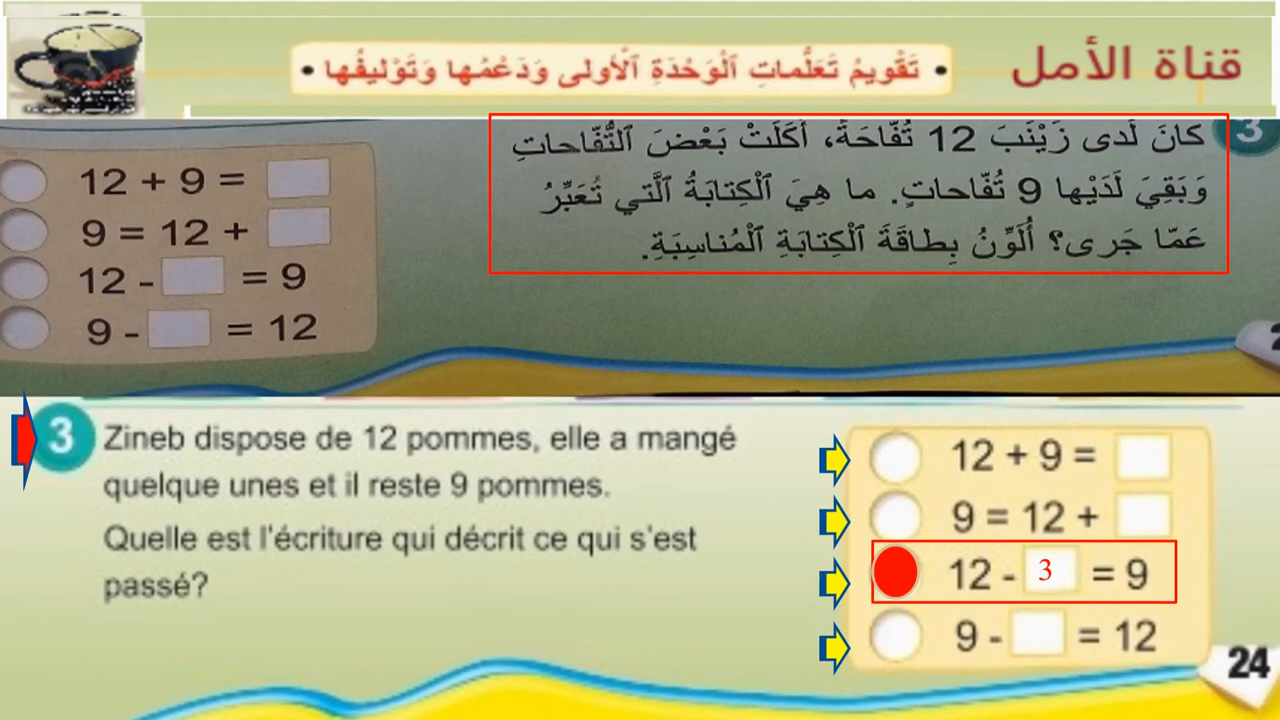 قناة الأمل
• تَقْويمُ تَعَلُّماتِ ٱلْوَحْدَةِ ٱلْأولى وَدَعْمُها وَتَوْليفُها •
3
كانَ لَدى زَيْنَبَ 12 تُفّاحَةً، أَكَلَتْ بَعْضَ ٱلتُّفّاحاتِ
وَبَقِيَ لَدَيْها 9 تُفّاحاتٍ. ما هِيَ ٱلْكِتابَةُ ٱلَّتي تُعَبِّرُ
عَمّا جَرى؟ أُلَوِّنُ بِطاقَةَ ٱلْكِتابَةِ ٱلْمُناسِبَةِ.
12 + 9 =
9 = 12 +
12 - = 9
9 - = 12
3
Zineb dispose de 12 pommes, elle a mangé
quelque unes et il reste 9 pommes.
Quelle est l'écriture qui décrit ce qui s'est
passé?
12 + 9 =
9 = 12 +
12 - 3 = 9
9 - = 12
24